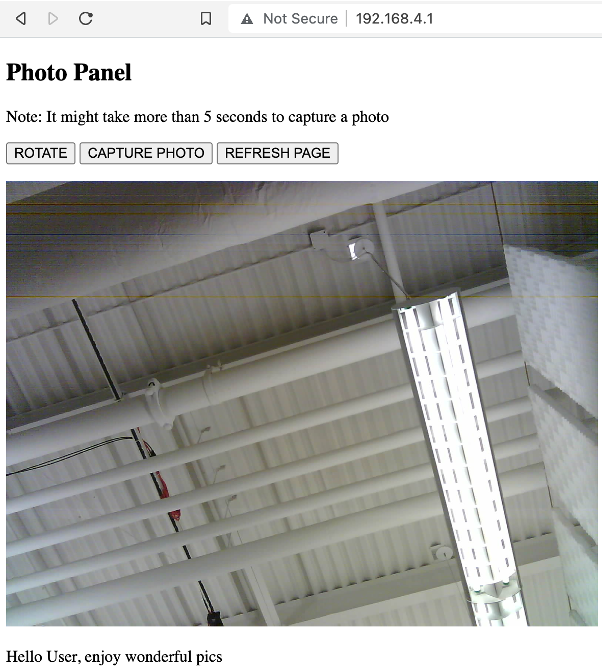 Not Secure | 192.168.4.1
Photo Panel
Note: It might take more than 5 seconds to capture a photo
ROTATE CAPTURE PHOTO REFRESH PAGE
Hello User, enjoy wonderful pics